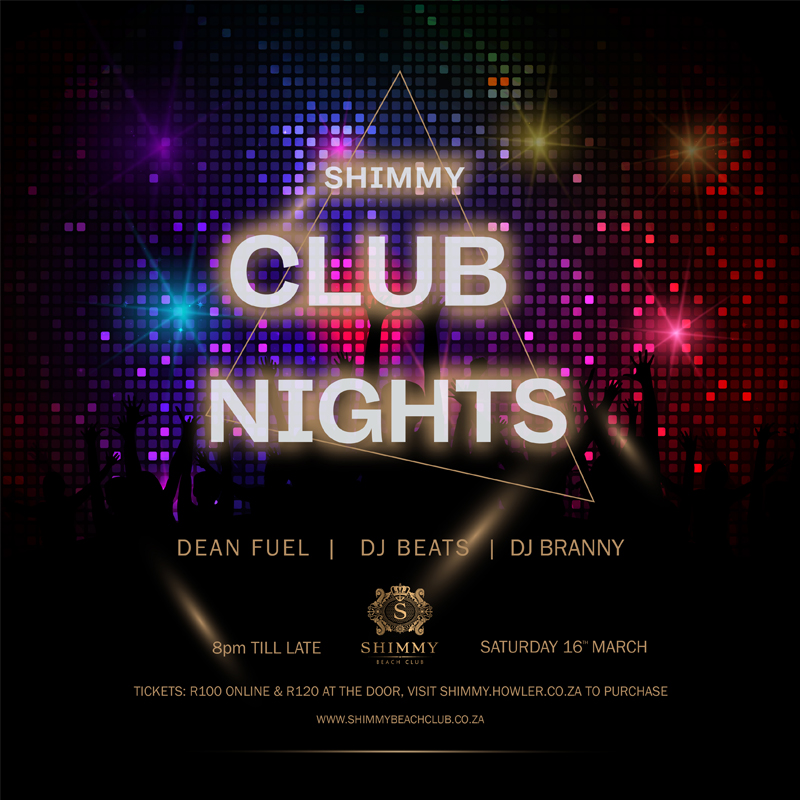 SHIMMY
CLUB
NIGHTS
DEAN FUEL | DJ BEATS | DJ BRANNY
S
SHIMMY
BEACH CLUB
8pm TILL LATE
SATURDAY 16TH MARCH
TICKETS: R100 ONLINE & R120 AT THE DOOR, VISIT SHIMMY.HOWLER.CO.ZA TO PURCHASE
WWW.SHIMMYBEACHCLUB.CO.ZA